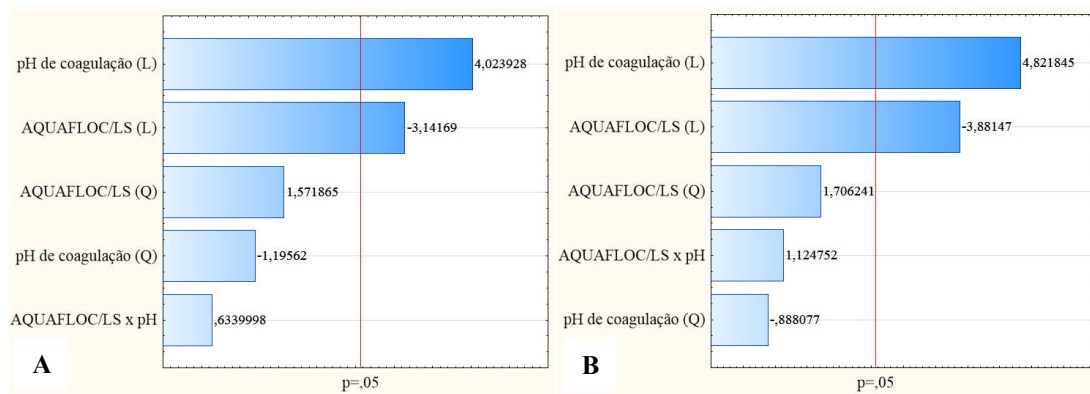 pH de coagulação (L)
4,023928
AQUAFLOC/LS (L)
-3,14169
AQUAFLOC/LS (Q)
1,571865
pH de coagulação (Q)
-1,19562
AQUAFLOC/LS x pH
,6339998
A
p=,05
pH de coagulação (L)
4,821845
AQUAFLOC/LS (L)
-3,88147
AQUAFLOC/LS (Q)
1,706241
AQUAFLOC/LS x pH
1,124752
pH de coagulação (Q)
-,888077
B
p=,05